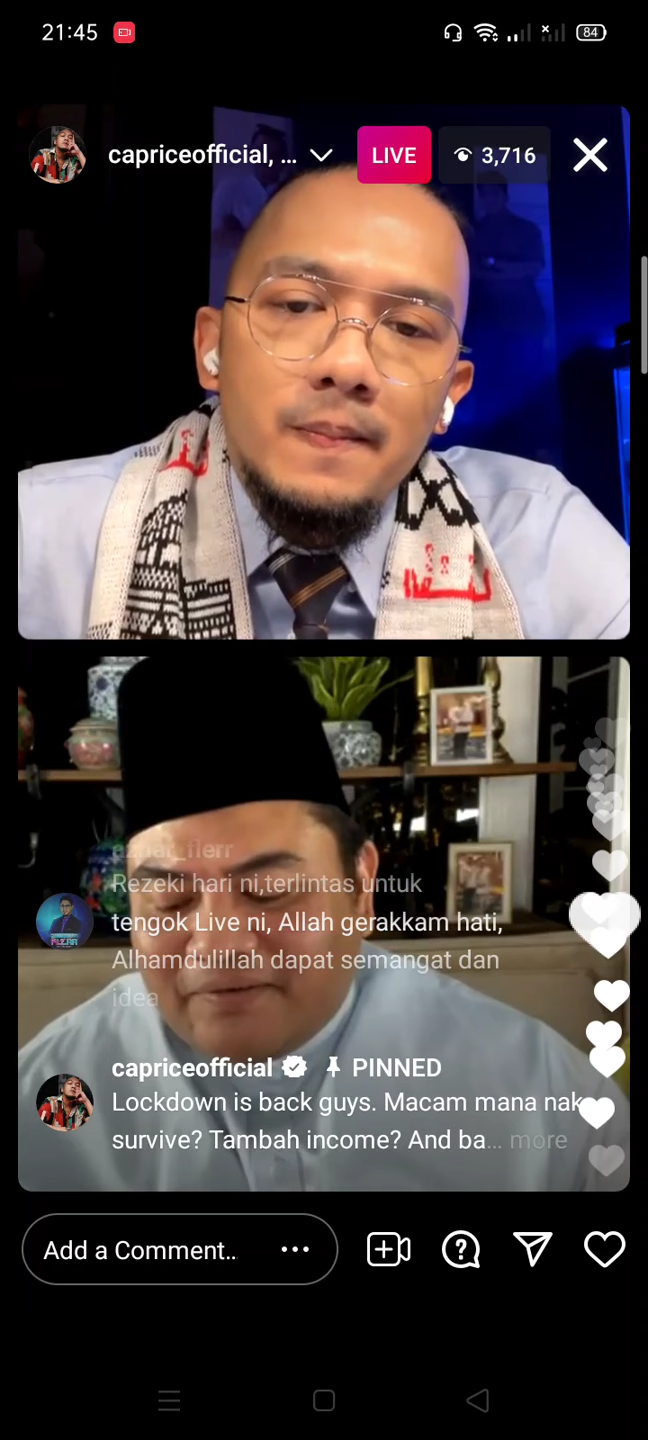 21:45
84
capriceofficial, ...
LIVE
3,716
azuar_fierr
Rezeki hari ni,terlintas untuk
tengok Live ni, Allah gerakkam hati,
Alhamdulillah dapat semangat dan
idea
capriceofficial PINNED
Lockdown is back guys. Macam mana nak
survive? Tambah income? And ba... more
Add a Comment..